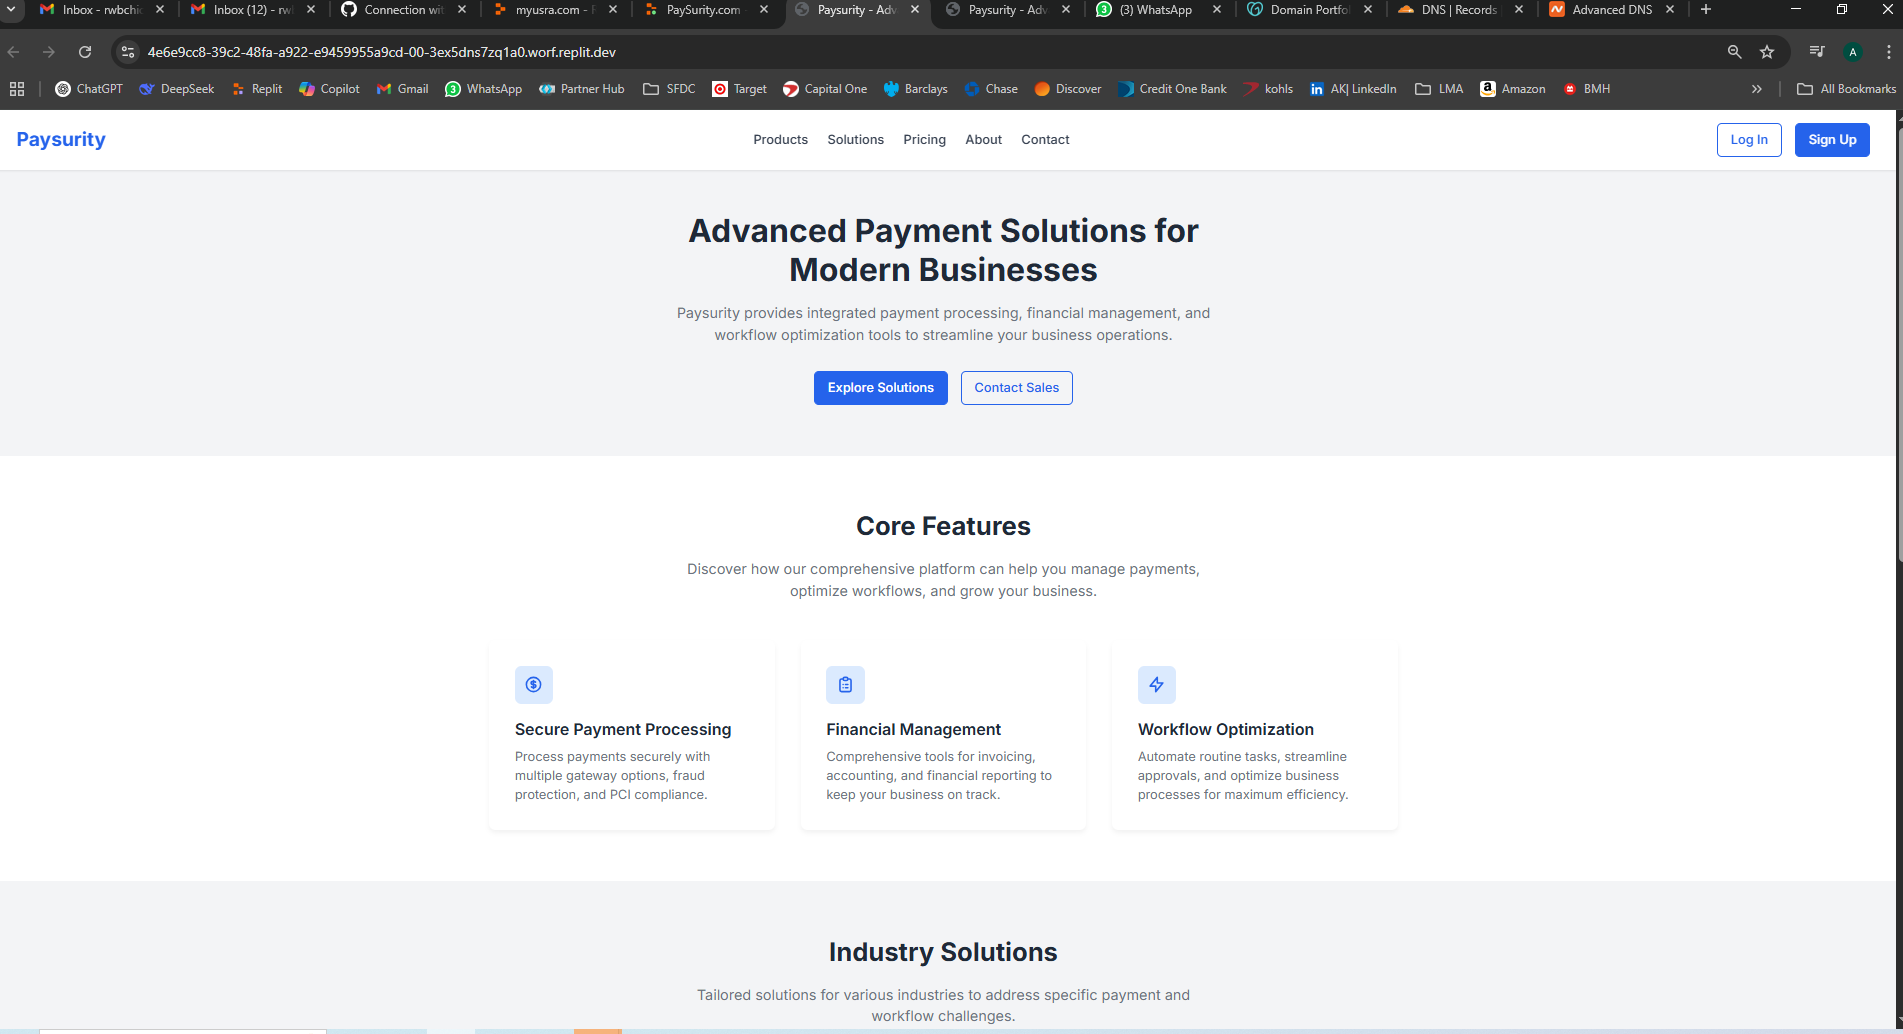 Inbox - rwbchic
Inbox (12) - rw
Connection wit
myusra.com - R
PaySurity.com
Paysurity - Adv
Paysurity - Adv
(3) WhatsApp
Domain Portfo
DNS | Records
Advanced DNS
4e6e9cc8-39c2-48fa-a922-e9459955a9cd-00-3ex5dns7zq1a0.worf.replit.dev
A
ChatGPT
DeepSeek
Replit
Copilot
Gmail
WhatsApp
Partner Hub
SFDC
Target
Capital One
Barclays
Chase
Discover
Credit One Bank
kohls
AK| LinkedIn
LMA
Amazon
BMH
All Bookmarks
Paysurity
Products
Solutions
Pricing
About
Contact
Log In
Sign Up
Advanced Payment Solutions for
Modern Businesses
Paysurity provides integrated payment processing, financial management, and
workflow optimization tools to streamline your business operations.
Explore Solutions
Contact Sales
Core Features
Discover how our comprehensive platform can help you manage payments,
optimize workflows, and grow your business.
Secure Payment Processing
Process payments securely with
multiple gateway options, fraud
protection, and PCI compliance.
Financial Management
Comprehensive tools for invoicing,
accounting, and financial reporting to
keep your business on track.
Workflow Optimization
Automate routine tasks, streamline
approvals, and optimize business
processes for maximum efficiency.
Industry Solutions
Tailored solutions for various industries to address specific payment and
workflow challenges.